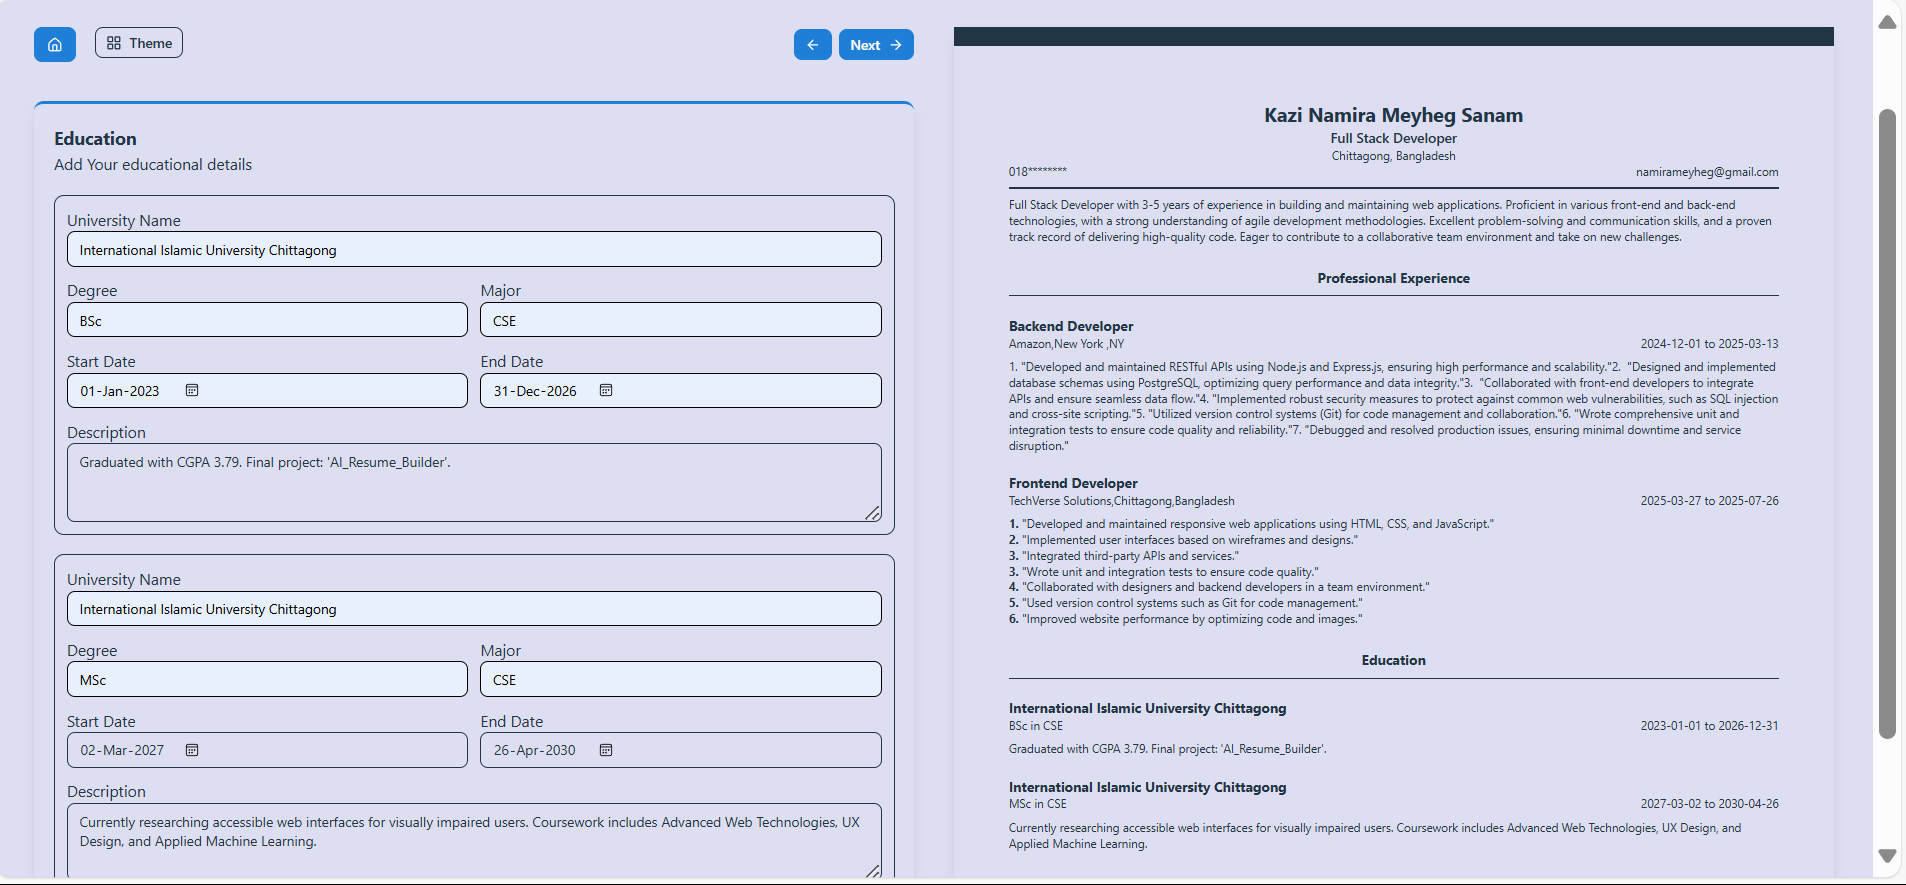 Theme
Next
Education
Add Your educational details
University Name
International Islamic University Chittagong
Degree
Major
BSc
CSE
Start Date
End Date
01-Jan-2023
31-Dec-2026
Description
Graduated with CGPA 3.79. Final project: 'AI_Resume_Builder'.
University Name
International Islamic University Chittagong
Degree
Major
MSc
CSE
Start Date
End Date
02-Mar-2027
26-Apr-2030
Description
Currently researching accessible web interfaces for visually impaired users. Coursework includes Advanced Web Technologies, UX
Design, and Applied Machine Learning.
Kazi Namira Meyheg Sanam
Full Stack Developer
Chittagong, Bangladesh
018********
namirameyheg@gmail.com
Full Stack Developer with 3-5 years of experience in building and maintaining web applications. Proficient in various front-end and back-end
technologies, with a strong understanding of agile development methodologies. Excellent problem-solving and communication skills, and a proven
track record of delivering high-quality code. Eager to contribute to a collaborative team environment and take on new challenges.
Professional Experience
Backend Developer
Amazon,New York ,NY
2024-12-01 to 2025-03-13
1. "Developed and maintained RESTful APIs using Node.js and Express.js, ensuring high performance and scalability."2. "Designed and implemented
database schemas using PostgreSQL, optimizing query performance and data integrity."3. "Collaborated with front-end developers to integrate
APIs and ensure seamless data flow."4. "Implemented robust security measures to protect against common web vulnerabilities, such as SQL injection
and cross-site scripting."5. "Utilized version control systems (Git) for code management and collaboration."6. "Wrote comprehensive unit and
integration tests to ensure code quality and reliability."7. "Debugged and resolved production issues, ensuring minimal downtime and service
disruption."
Frontend Developer
TechVerse Solutions,Chittagong,Bangladesh
2025-03-27 to 2025-07-26
1. "Developed and maintained responsive web applications using HTML, CSS, and JavaScript."
2. "Implemented user interfaces based on wireframes and designs."
3. "Integrated third-party APIs and services."
3. "Wrote unit and integration tests to ensure code quality."
4. "Collaborated with designers and backend developers in a team environment."
5. "Used version control systems such as Git for code management."
6. "Improved website performance by optimizing code and images."
Education
International Islamic University Chittagong
BSc in CSE
2023-01-01 to 2026-12-31
Graduated with CGPA 3.79. Final project: 'AI_Resume_Builder'.
International Islamic University Chittagong
MSc in CSE
2027-03-02 to 2030-04-26
Currently researching accessible web interfaces for visually impaired users. Coursework includes Advanced Web Technologies, UX Design, and
Applied Machine Learning.